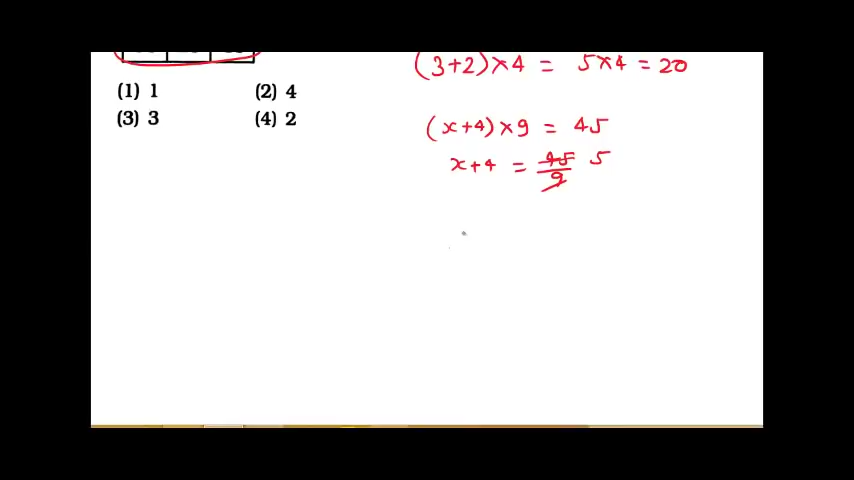 (3+2)×4 = 5×4 = 20
(1) 1 (2) 4
(3) 3 (4) 2
(x+4)×9 = 45
x+4 = 45/9 5